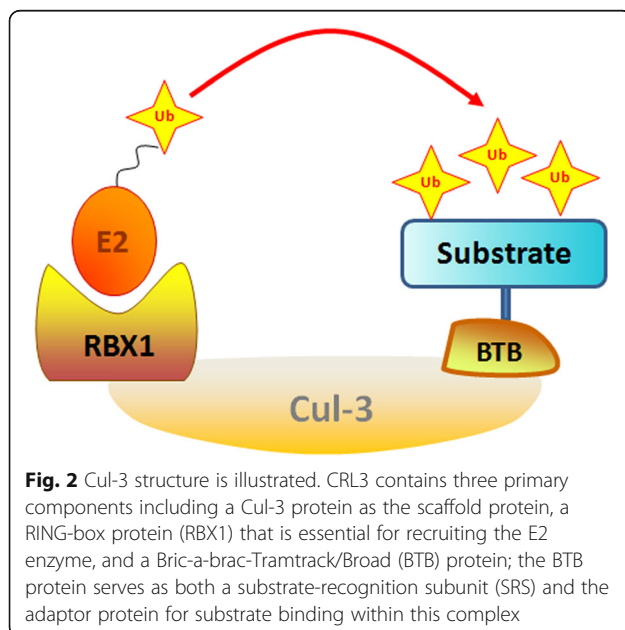 Ub
Ub
Ub
Ub
E2
Substrate
RBX1
BTB
Cul-3
Fig. 2 Cul-3 structure is illustrated. CRL3 contains three primary
components including a Cul-3 protein as the scaffold protein, a
RING-box protein (RBX1) that is essential for recruiting the E2
enzyme, and a Bric-a-brac-Tramtrack/Broad (BTB) protein; the BTB
protein serves as both a substrate-recognition subunit (SRS) and the
adaptor protein for substrate binding within this complex